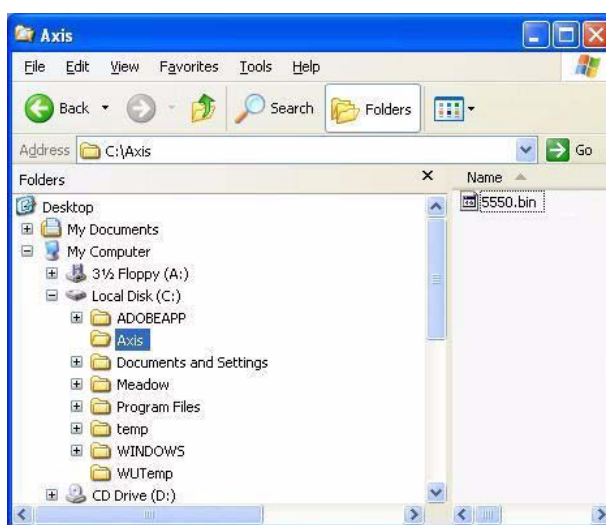 Axis
File Edit View Favorites Tools Help
Back Search Folders
Address C:\Axis Go
Folders
Name
5550.bin
Desktop
My Documents
My Computer
3½ Floppy (A:)
Local Disk (C:)
ADOBEAPP
Axis
Documents and Settings
Meadow
Program Files
temp
WINDOWS
WUTemp
CD Drive (D:)